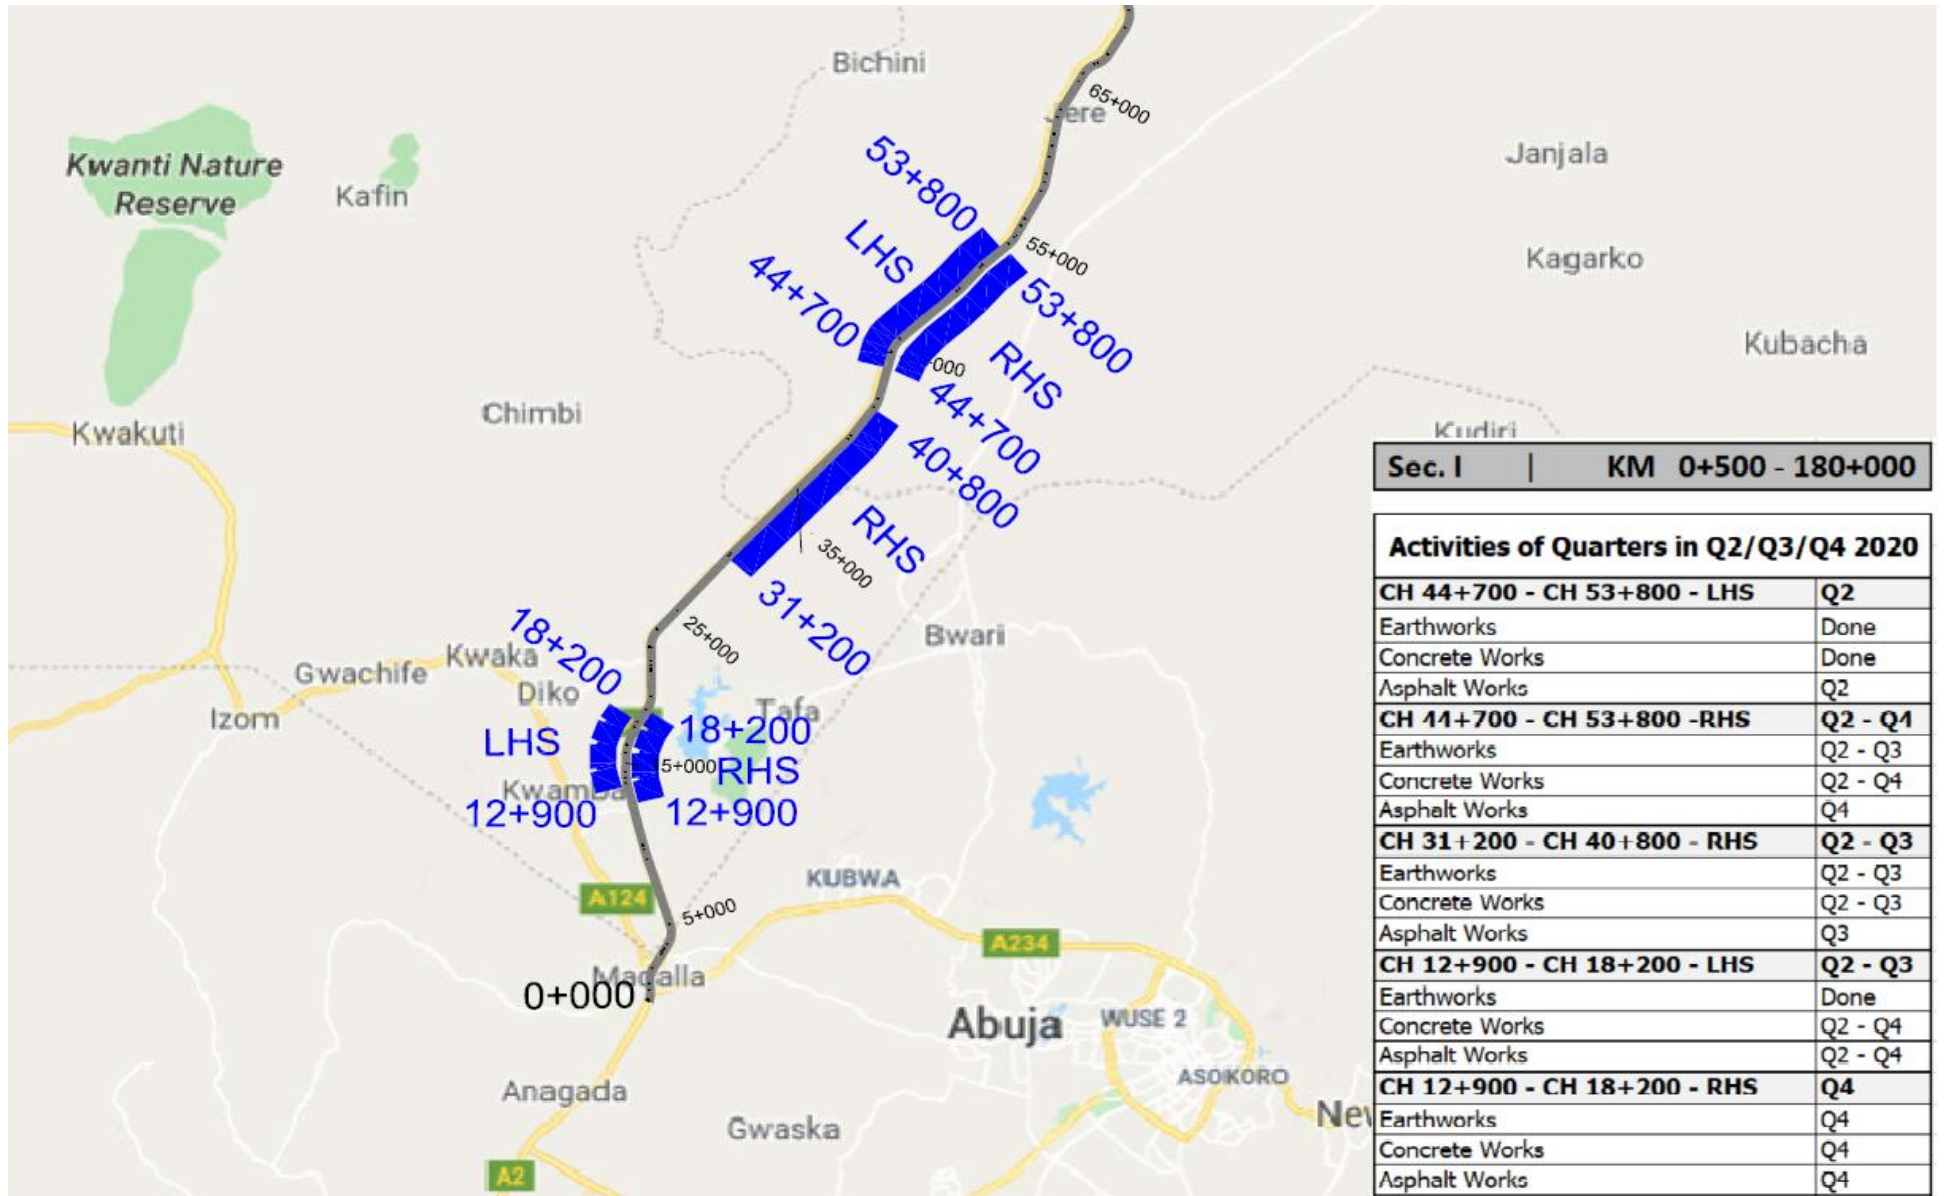 Bichini
65+000
Jere
Janjala
Kwanti Nature
Reserve
Kafin
53+800
LHS
44+700
55+000
53+800
RHS
44+700
-000
Kagarko
Kubacha
Chimbi
Kwakuti
Kudiri
40+800
RHS
35+000
31+200
25+000
Bwari
18+200
Kwaka
Gwachife
Diko
Izom
Tafa
LHS
18+200
5+000
RHS
Kwamba
12+900
12+900
KUBWA
A124
5+000
A234
Madalla
0+000
Abuja
WUSE 2
ASOKORO
Anagada
Gwaska
A2
Sec. I | KM 0+500 - 180+000
Activities of Quarters in Q2/Q3/Q4 2020
CH 44+700 - CH 53+800 - LHS Q2
Earthworks Done
Concrete Works Done
Asphalt Works Q2
CH 44+700 - CH 53+800 -RHS Q2 - Q4
Earthworks Q2 - Q3
Concrete Works Q2 - Q4
Asphalt Works Q4
CH 31+200 - CH 40+800 - RHS Q2 - Q3
Earthworks Q2 - Q3
Concrete Works Q2 - Q3
Asphalt Works Q3
CH 12+900 - CH 18+200 - LHS Q2 - Q3
Earthworks Done
Concrete Works Q2 - Q4
Asphalt Works Q2 - Q4
CH 12+900 - CH 18+200 - RHS Q4
Earthworks Q4
Concrete Works Q4
Asphalt Works Q4